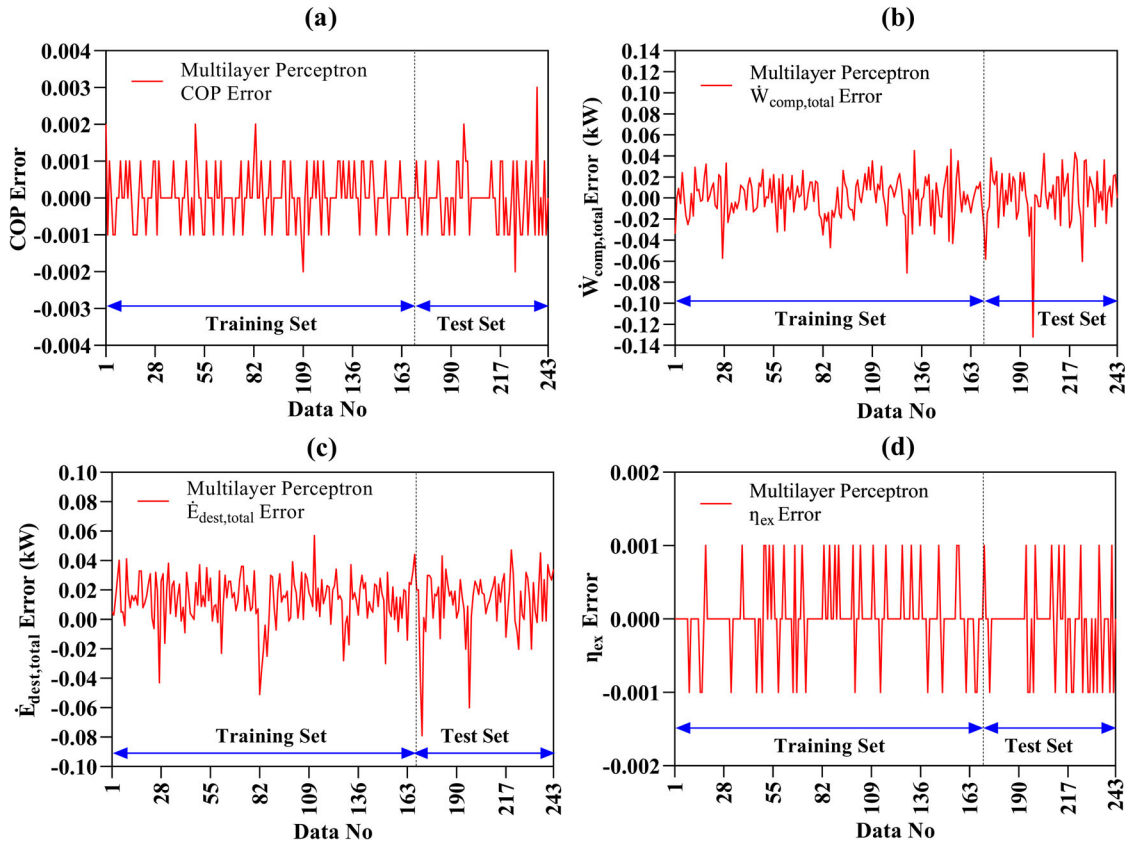 (a)
0.004
0.003
0.002
0.001
0.000
-0.001
-0.002
-0.003
-0.004
COP Error
Multilayer Perceptron
COP Error
Training Set
Test Set
1
28
55
82
109
136
163
190
217
243
Data No
(b)
0.14
0.12
0.10
0.08
0.06
0.04
0.02
0.00
-0.02
-0.04
-0.06
-0.08
-0.10
-0.12
-0.14
Ẇcomp,total Error (kW)
Multilayer Perceptron
Ẇcomp,total Error
Training Set
Test Set
1
28
55
82
109
136
163
190
217
243
Data No
(c)
0.10
0.08
0.06
0.04
0.02
0.00
-0.02
-0.04
-0.06
-0.08
-0.10
Ėdest,total Error (kW)
Multilayer Perceptron
Ėdest,total Error
Training Set
Test Set
1
28
55
82
109
136
163
190
217
243
Data No
(d)
0.002
0.001
0.000
-0.001
-0.002
ηex Error
Multilayer Perceptron
ηex Error
Training Set
Test Set
1
28
55
82
109
136
163
190
217
243
Data No